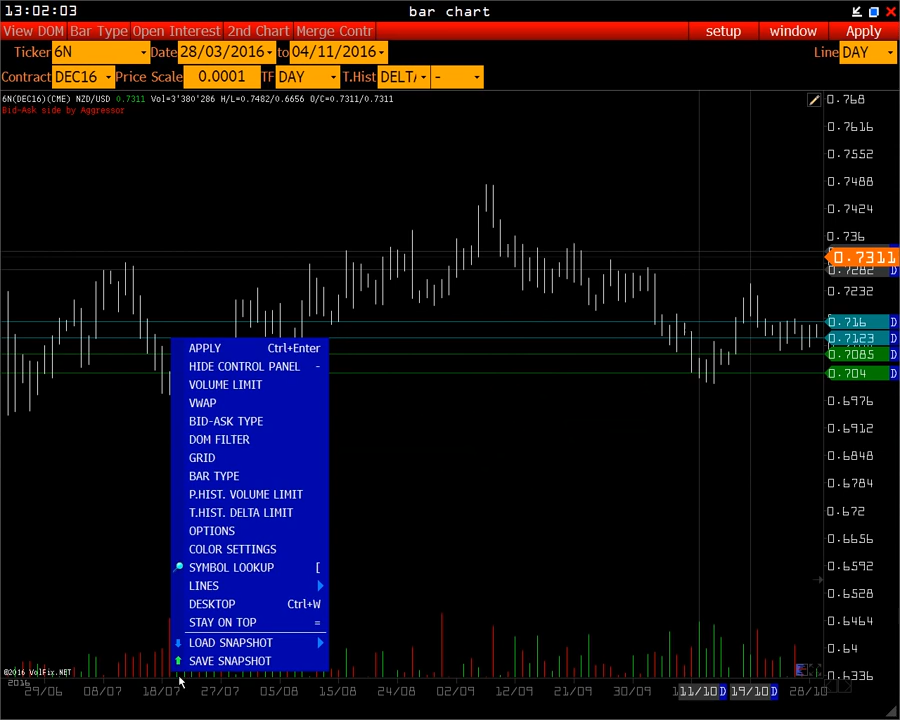 13:02:03
bar chart
View DOM Bar Type Open Interest 2nd Chart Merge Contr
setup window Apply
Ticker 6N Date 28/03/2016 to 04/11/2016 Line DAY
Contract DEC16 Price Scale 0.0001 TF DAY T.Hist DELT/ -
6N(DEC16)(CME) NZD/USD 0.7311 Vol=3'380'286 H/L=0.7482/0.6656 O/C=0.7311/0.7311
Bid-Ask side by Aggressor
0.768
0.7616
0.7552
0.7488
0.7424
0.736
0.7311
0.7282 D
0.7232
0.716 D
0.7123 D
0.7085 D
0.704 D
0.6976
0.6912
0.6848
0.6784
0.672
0.6656
0.6592
0.6528
0.6464
0.64
0.6336
APPLY Ctrl+Enter
HIDE CONTROL PANEL -
VOLUME LIMIT
VWAP
BID-ASK TYPE
DOM FILTER
GRID
BAR TYPE
P.HIST. VOLUME LIMIT
T.HIST. DELTA LIMIT
OPTIONS
COLOR SETTINGS
SYMBOL LOOKUP [
LINES
DESKTOP Ctrl+W
STAY ON TOP =
LOAD SNAPSHOT
SAVE SNAPSHOT
©2016 VolFix.NET
2016
29/06 08/07 18/07 27/07 05/08 15/08 24/08 02/09 12/09 21/09 30/09 11/10 D 19/10 D 28/10